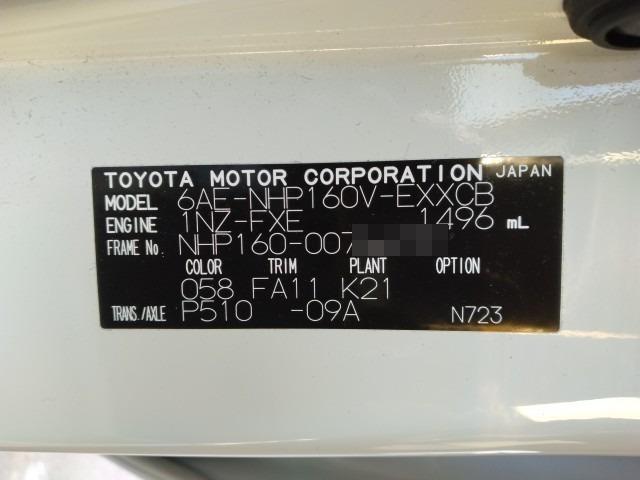 TOYOTA MOTOR CORPORATION JAPAN
MODEL 6AE-NHP160V-EXXCB
ENGINE 1NZ-FXE 1496 mL
FRAME No. NHP160-007
COLOR TRIM PLANT OPTION
058 FA11 K21
TRANS./AXLE P510 -09A N723